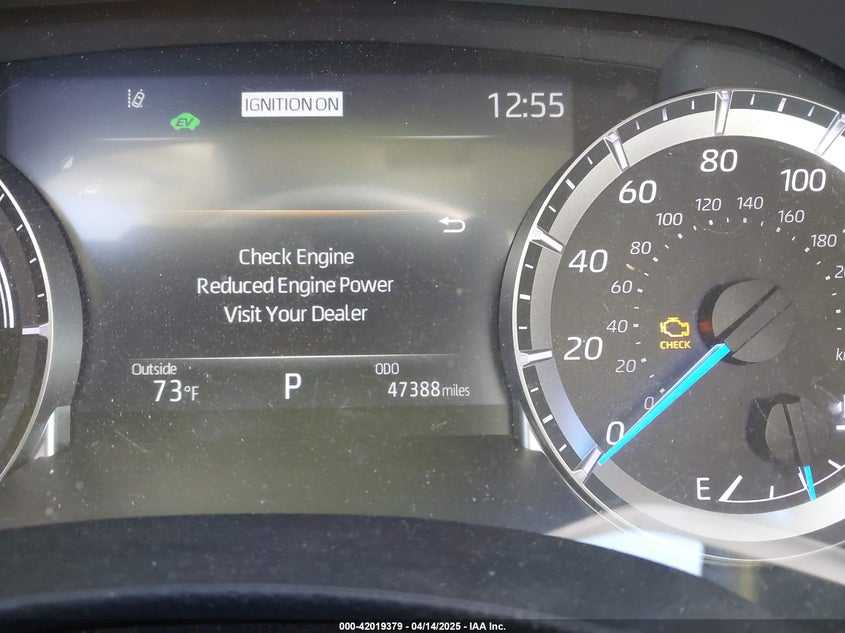 EV
IGNITION ON
12:55
Check Engine
Reduced Engine Power
Visit Your Dealer
Outside
73°F
P
ODO
47388 miles
0
20
40
60
80
100
0
20
40
60
80
100
120
140
160
180
CHECK
E
000-42019379 - 04/14/2025 - IAA Inc.